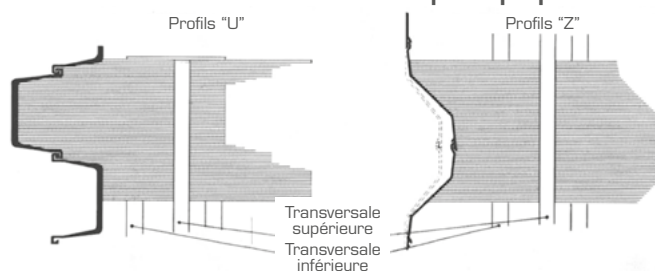 Profils “U”
Profils “Z”
Transversale
supérieure
Transversale
inférieure